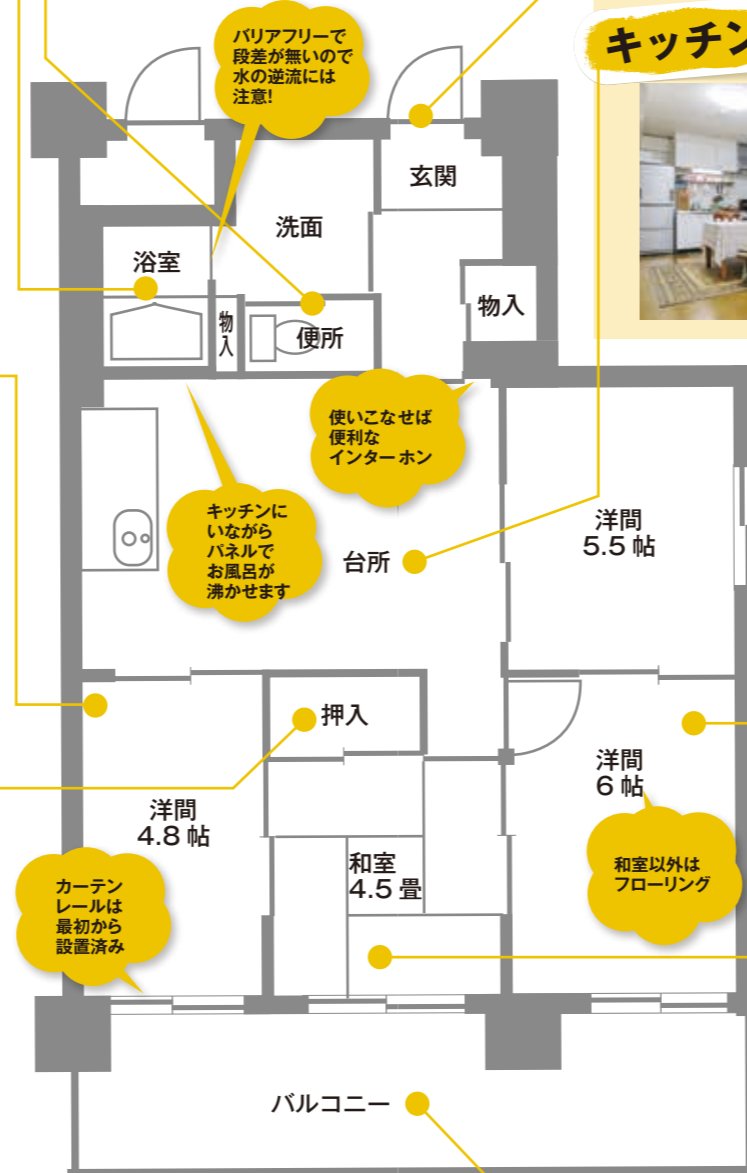 キッチン
バリアフリーで
段差が無いので
水の逆流には
注意!
玄関
洗面
浴室
物入
便所
物入
使いこなせば
便利な
インターホン
キッチンに
いながら
パネルで
お風呂が
沸かせます
台所
洋間
5.5 帖
押入
洋間
4.8 帖
和室
4.5 畳
洋間
6 帖
和室以外は
フローリング
カーテン
レールは
最初から
設置済み
バルコニー